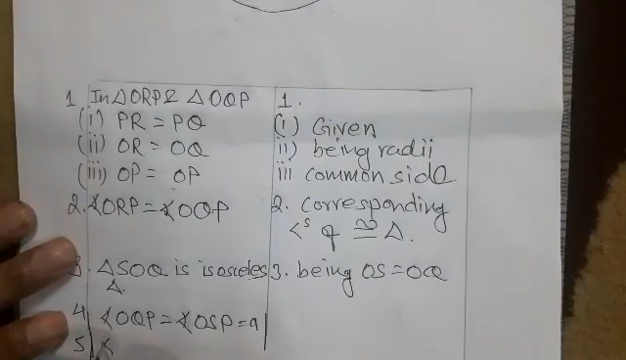 1. In △ORP & △OQP 1.
(i) PR = PQ (i) Given
(ii) OR = OQ ii) being radii
(iii) OP = OP iii common side
2. ∡ORP = ∡OQP 2. corresponding
<s of ≅ △.
3. △SOQ is isosceles 3. being OS = OQ
△.
4 ∡OQP = ∡OSP = a
5 ∡